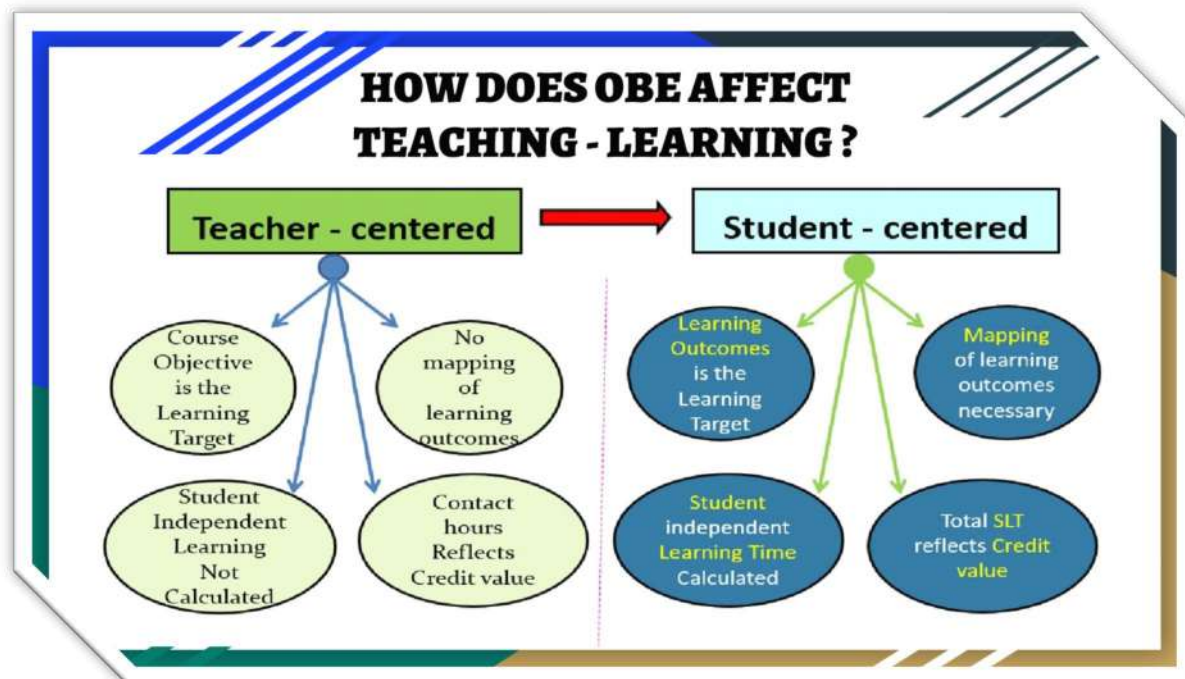 HOW DOES OBE AFFECT
TEACHING - LEARNING ?
Teacher - centered
Student - centered
Course
Objective
is the
Learning
Target
No
mapping
of
learning
outcomes
Student
Independent
Learning
Not
Calculated
Contact
hours
Reflects
Credit value
Learning
Outcomes
is the
Learning
Target
Mapping
of learning
outcomes
necessary
Student
independent
Learning Time
Calculated
Total SLT
reflects Credit
value